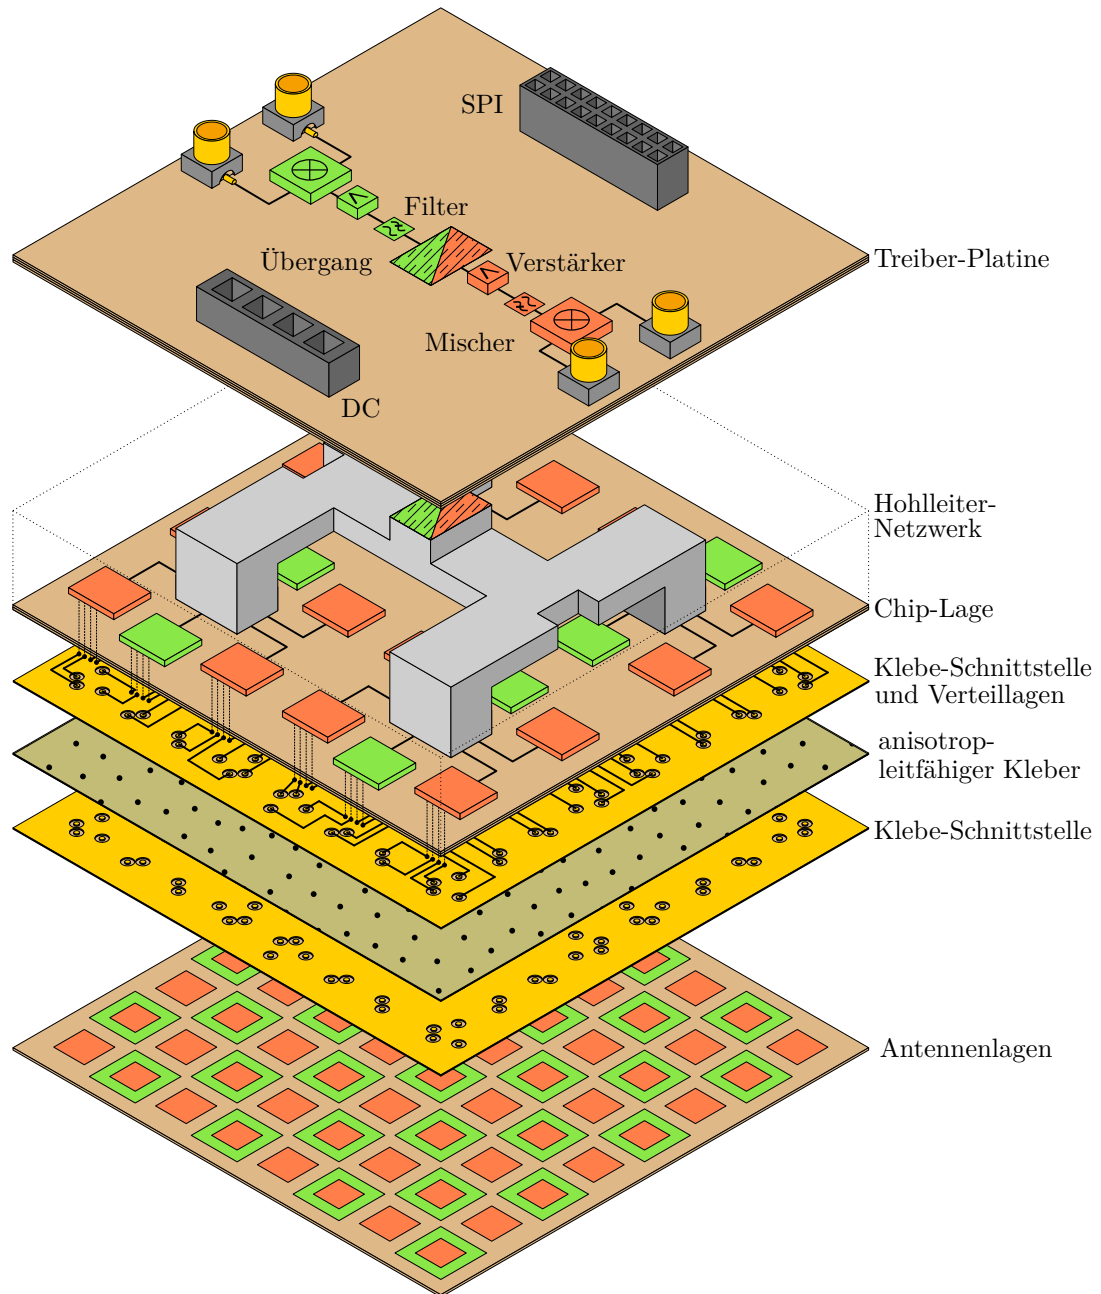 SPI
Filter
Übergang
Verstärker
Treiber-Platine
Mischer
DC
Hohlleiter-
Netzwerk
Chip-Lage
Klebe-Schnittstelle
und Verteillagen
anisotrop-
leitfähiger Kleber
Klebe-Schnittstelle
Antennenlagen